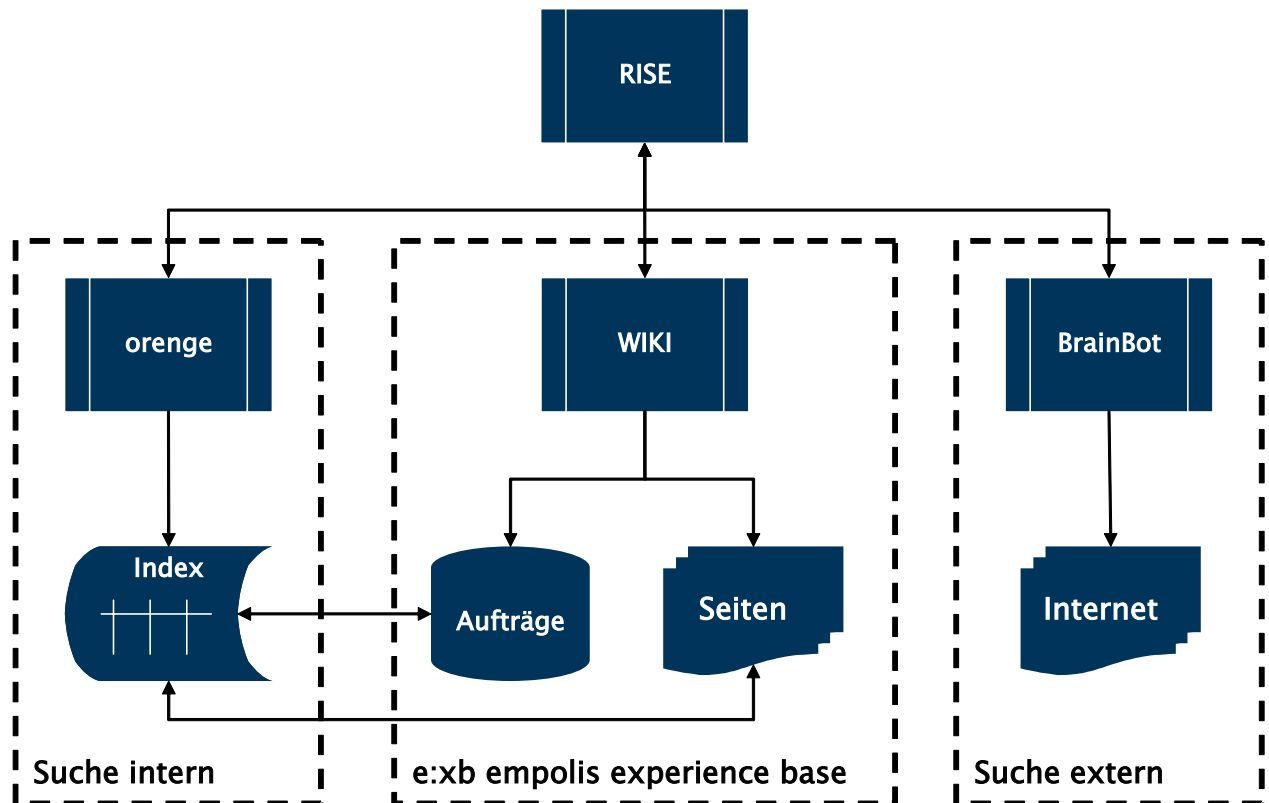 RISE
orenge
WIKI
BrainBot
Index
Aufträge
Seiten
Internet
Suche intern
e:xb empolis experience base
Suche extern